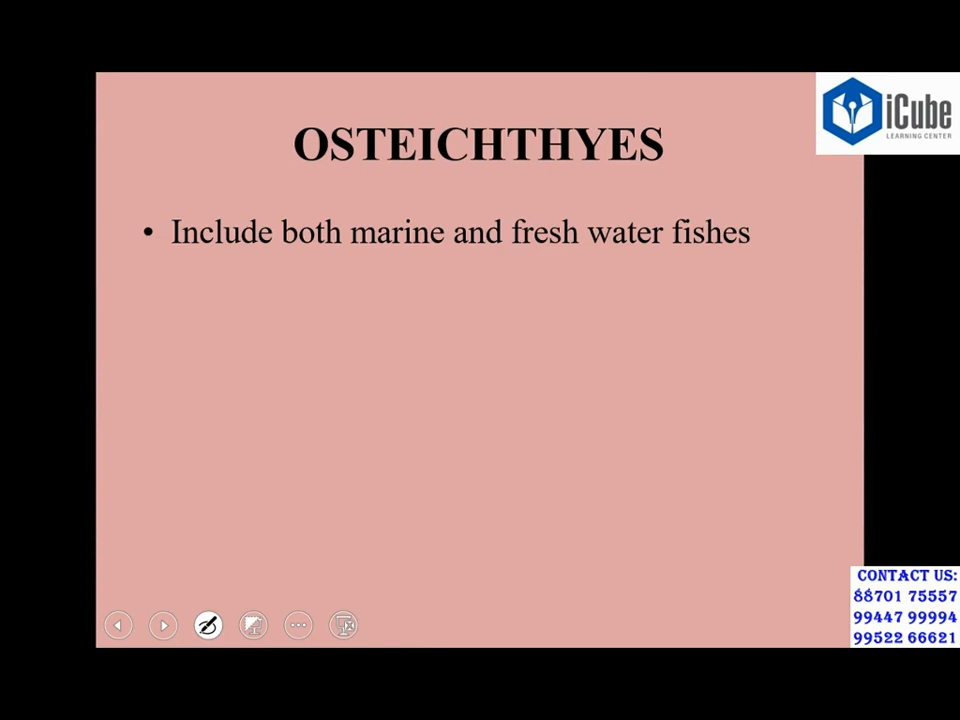 OSTEICHTHYES
iCube
LEARNING CENTER
• Include both marine and fresh water fishes
CONTACT US:
88701 75557
99447 99994
99522 66621